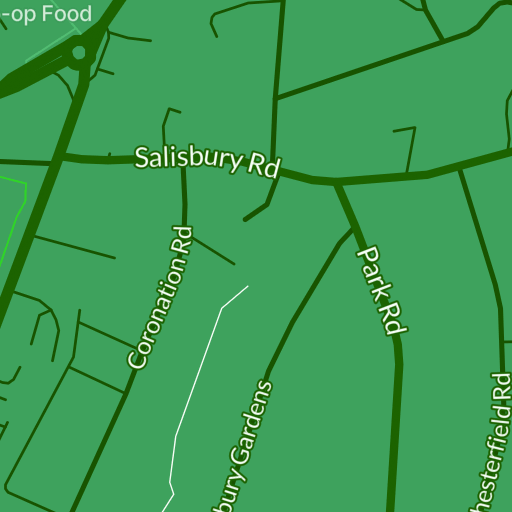 -op Food
Salisbury Rd
Coronation Rd
Park Rd
bury Gardens
hesterfield Rd